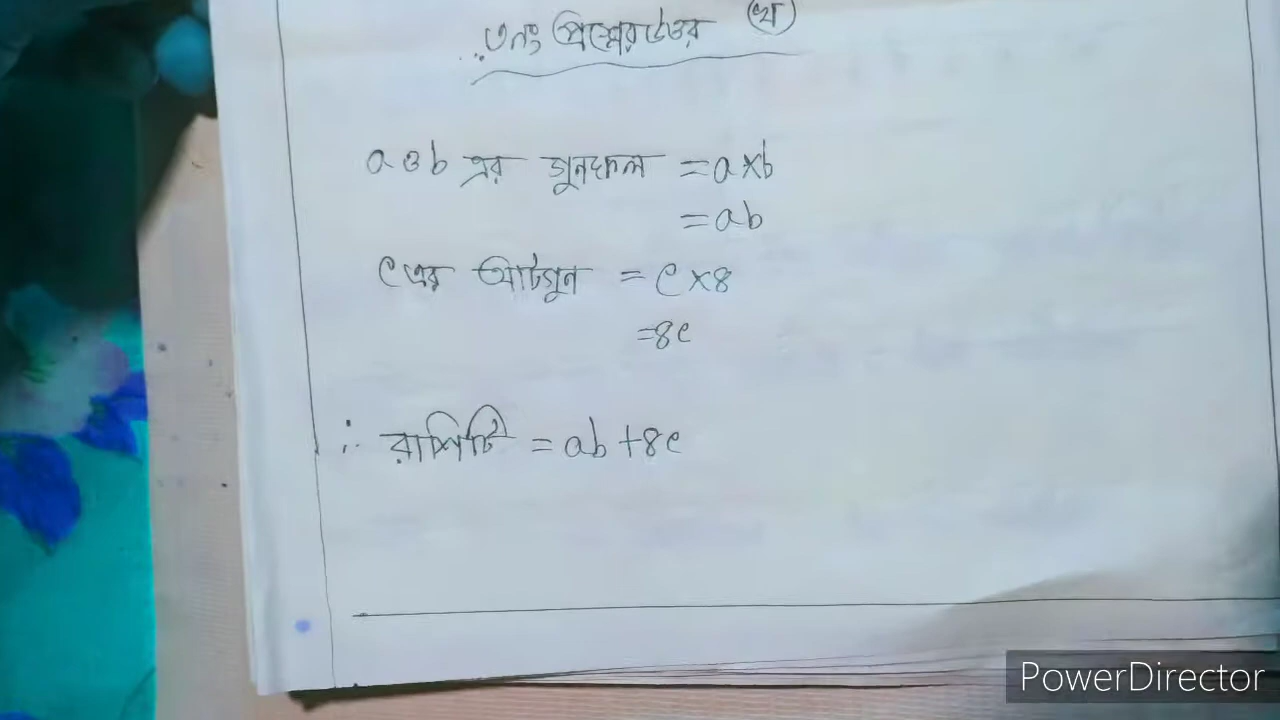 ৩নং প্রশ্নের উত্তর (খ)
a ও b এর গুনফল = a×b
= ab
c এর আটগুন = c×8
=8c
∴ রাশিটি = ab+8c
PowerDirector